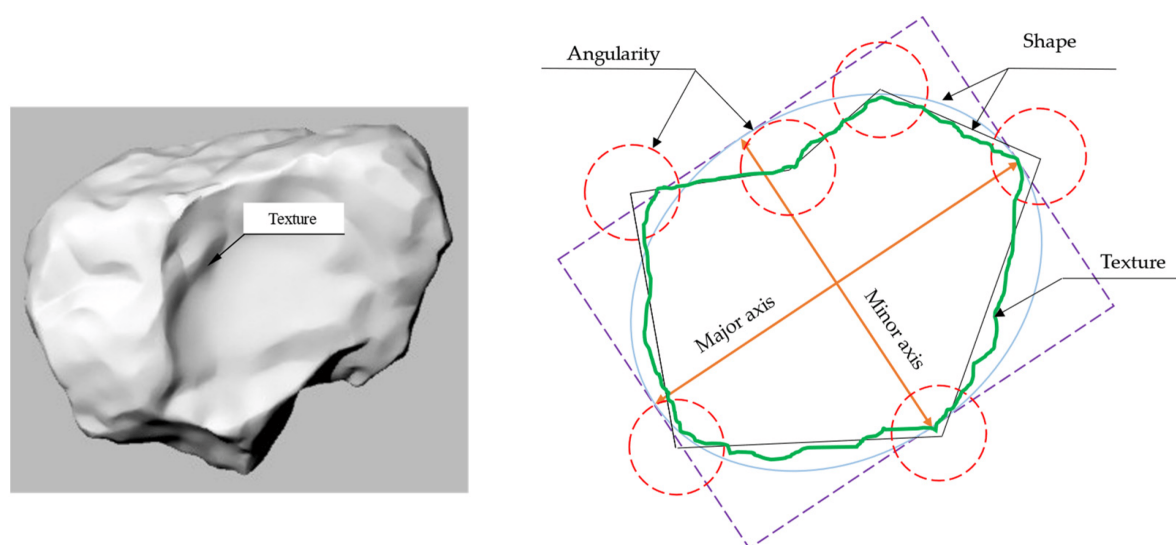 Texture
Angularity
Shape
Major axis
Minor axis
Texture